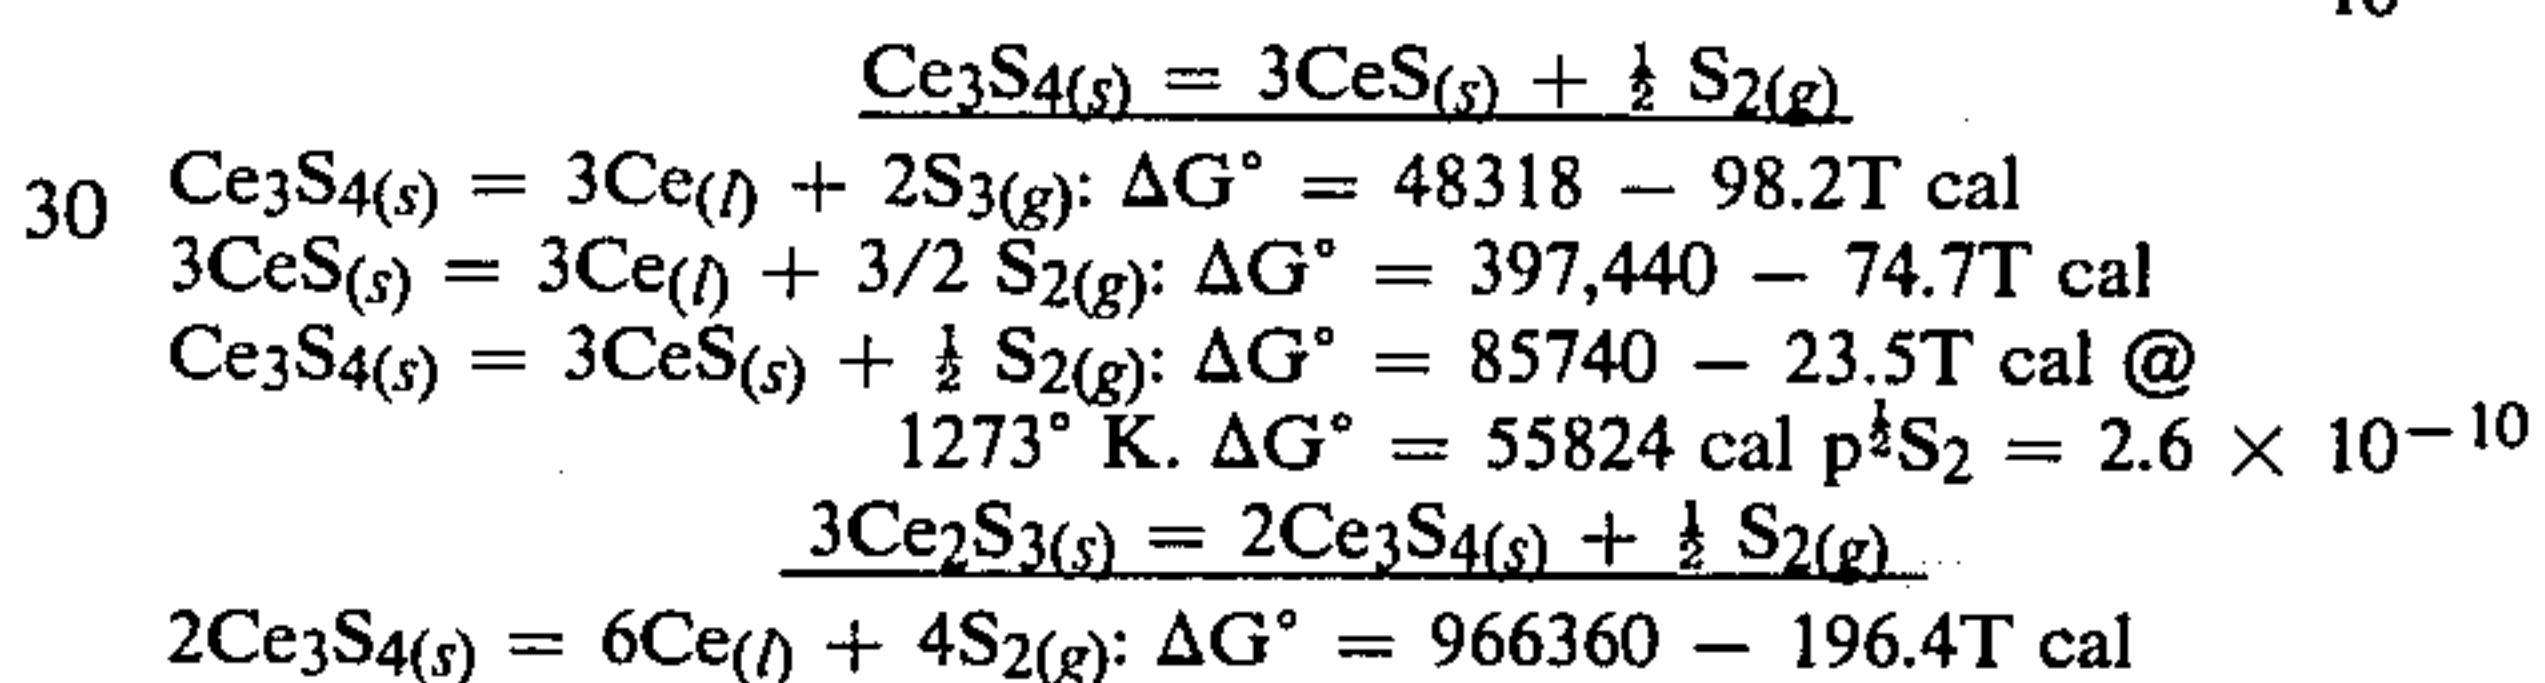 10
Ce3S4(s) = 3CeS(s) + ½ S2(g)
30 Ce3S4(s) = 3Ce(l) + 2S3(g): ΔG° = 48318 − 98.2T cal
3CeS(s) = 3Ce(l) + 3/2 S2(g): ΔG° = 397,440 − 74.7T cal
Ce3S4(s) = 3CeS(s) + ½ S2(g): ΔG° = 85740 − 23.5T cal @
1273° K. ΔG° = 55824 cal p½S2 = 2.6 × 10−10
3Ce2S3(s) = 2Ce3S4(s) + ½ S2(g)
2Ce3S4(s) = 6Ce(l) + 4S2(g): ΔG° = 966360 − 196.4T cal